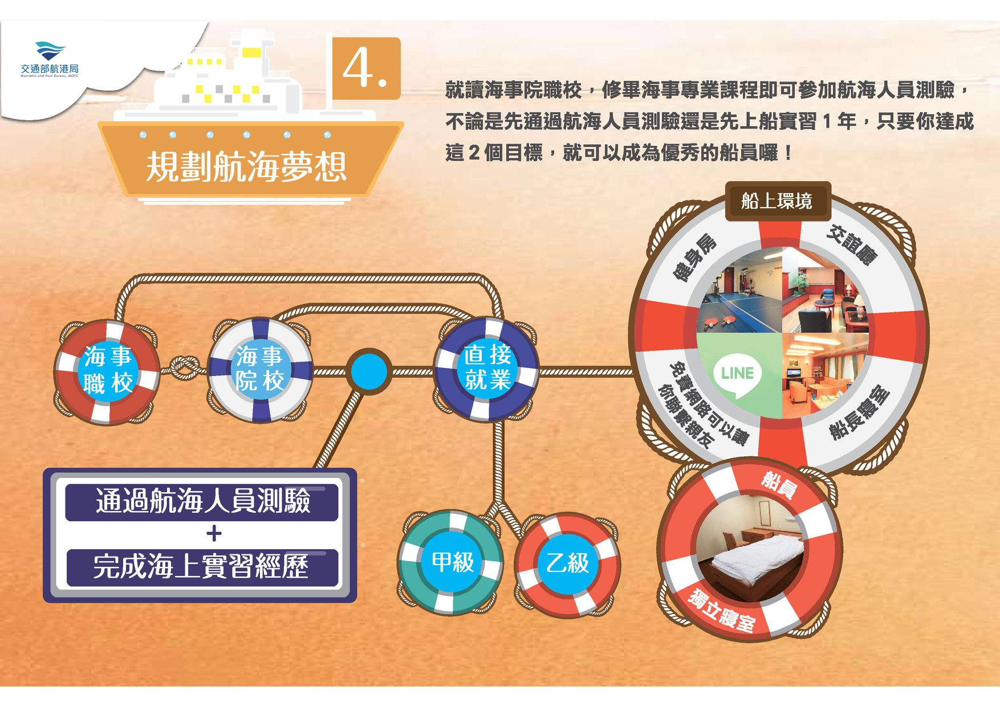 交通部航港局
Maritime and Port Bureau, MOTC
4.
規劃航海夢想
就讀海事院職校，修畢海事專業課程即可參加航海人員測驗，
不論是先通過航海人員測驗還是先上船實習1年，只要你達成
這2個目標，就可以成為優秀的船員囉！
船上環境
健身房
交誼廳
LINE
免費網路可以讓
你聯繫親友
船長寢室
海事
職校
海事
院校
直接
就業
通過航海人員測驗
+
完成海上實習經歷
甲級
乙級
船員
獨立寢室